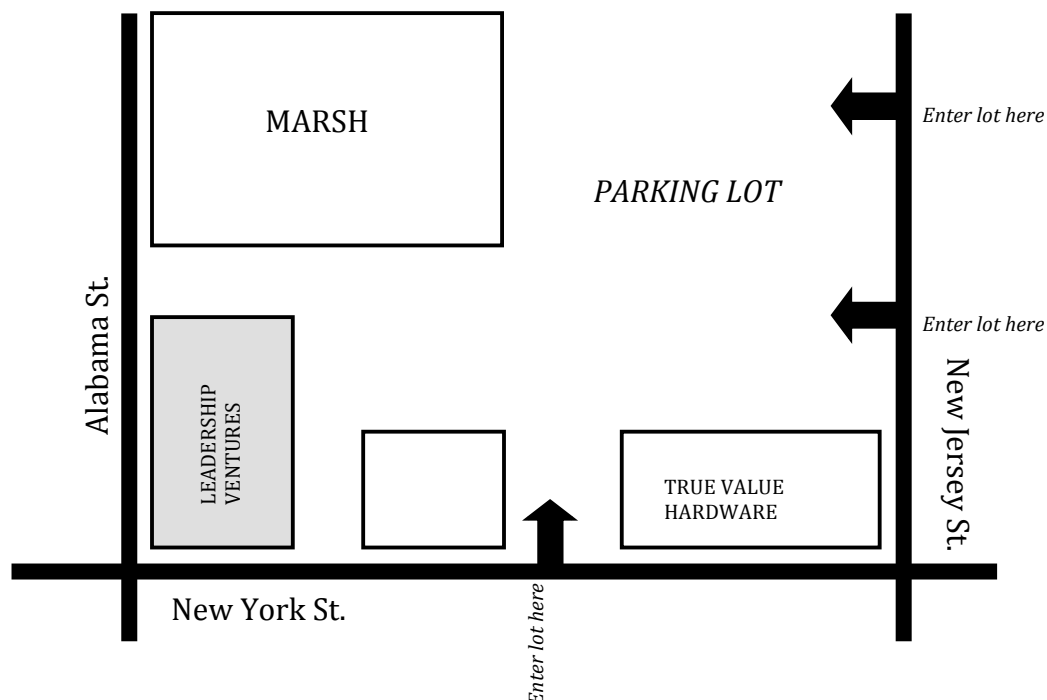 MARSH
Enter lot here
PARKING LOT
Alabama St.
Enter lot here
New Jersey St.
LEADERSHIP
VENTURES
TRUE VALUE
HARDWARE
New York St.
Enter lot here